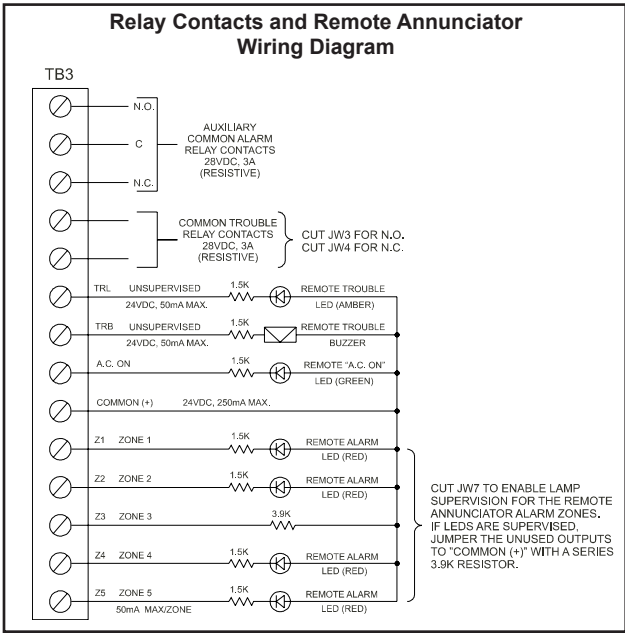 Relay Contacts and Remote Annunciator
Wiring Diagram
TB3
N.O.
C
N.C.
AUXILIARY
COMMON ALARM
RELAY CONTACTS
28VDC, 3A
(RESISTIVE)
COMMON TROUBLE
RELAY CONTACTS
28VDC, 3A
(RESISTIVE)
CUT JW3 FOR N.O.
CUT JW4 FOR N.C.
TRL UNSUPERVISED 1.5K REMOTE TROUBLE
24VDC, 50mA MAX. LED (AMBER)
TRB UNSUPERVISED 1.5K REMOTE TROUBLE
24VDC, 50mA MAX. BUZZER
A.C. ON 1.5K REMOTE "A.C. ON"
LED (GREEN)
COMMON (+) 24VDC, 250mA MAX.
Z1 ZONE 1 1.5K REMOTE ALARM
LED (RED)
Z2 ZONE 2 1.5K REMOTE ALARM
LED (RED)
Z3 ZONE 3 3.9K
Z4 ZONE 4 1.5K REMOTE ALARM
LED (RED)
Z5 ZONE 5 1.5K REMOTE ALARM
50mA MAX/ZONE LED (RED)
CUT JW7 TO ENABLE LAMP
SUPERVISION FOR THE REMOTE
ANNUNCIATOR ALARM ZONES.
IF LEDS ARE SUPERVISED,
JUMPER THE UNUSED OUTPUTS
TO "COMMON (+)" WITH A SERIES
3.9K RESISTOR.